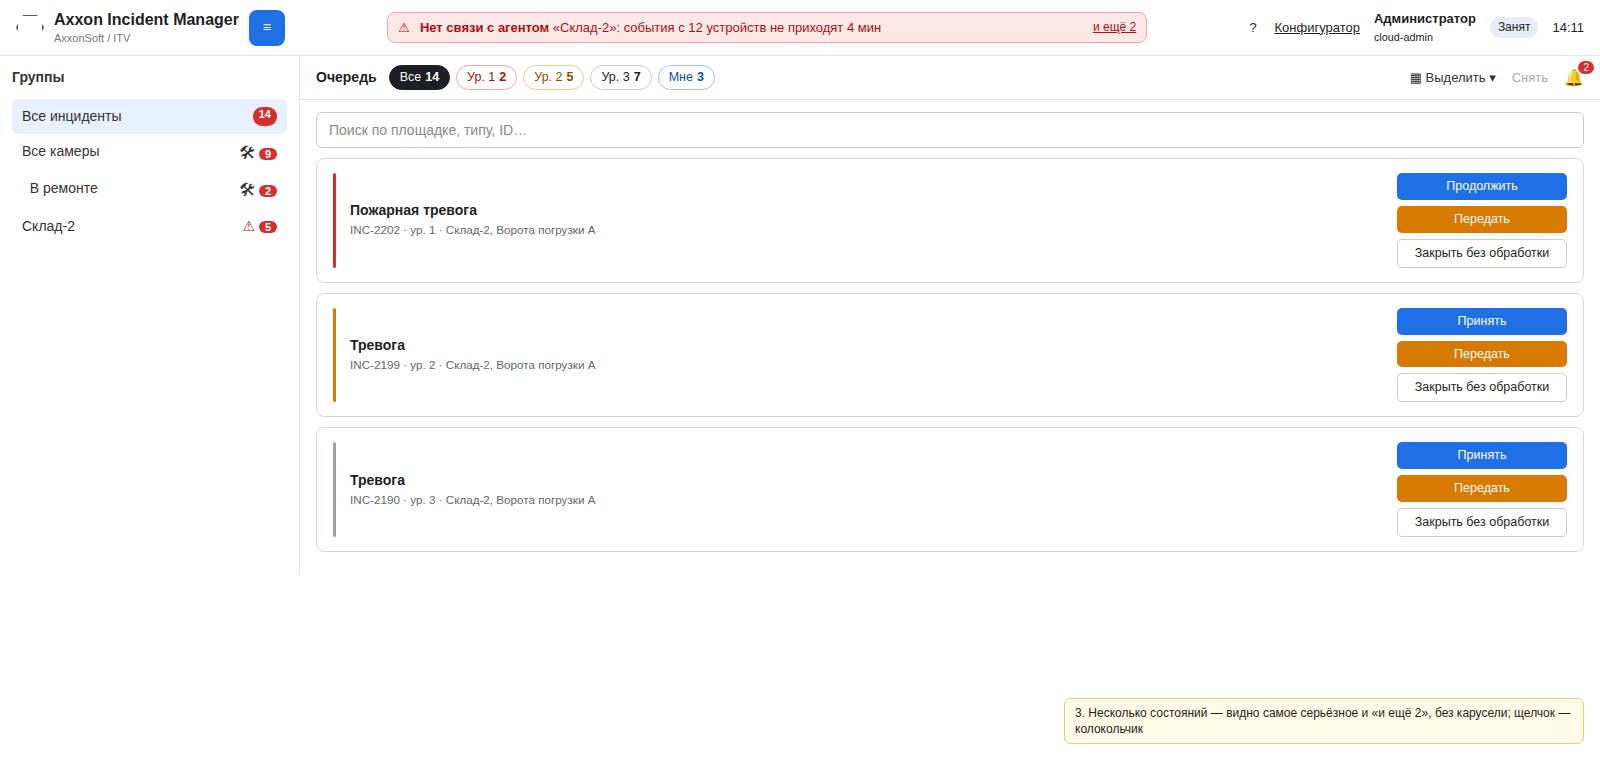 Axxon Incident Manager
AxxonSoft / ITV
≡
⚠ Нет связи с агентом «Склад-2»: события с 12 устройств не приходят 4 мин
и ещё 2
?
Конфигуратор
Администратор
cloud-admin
Занят
14:11
Группы
Все инциденты 14
Все камеры 🛠 9
В ремонте 🛠 2
Склад-2 ⚠ 5
Очередь
Все 14
Ур. 1 2
Ур. 2 5
Ур. 3 7
Мне 3
▦ Выделить ▾
Снять
🔔 2
Поиск по площадке, типу, ID…
Пожарная тревога
INC-2202 · ур. 1 · Склад-2, Ворота погрузки А
Продолжить
Передать
Закрыть без обработки
Тревога
INC-2199 · ур. 2 · Склад-2, Ворота погрузки А
Принять
Передать
Закрыть без обработки
Тревога
INC-2190 · ур. 3 · Склад-2, Ворота погрузки А
Принять
Передать
Закрыть без обработки
3. Несколько состояний — видно самое серьёзное и «и ещё 2», без карусели; щелчок —
колокольчик